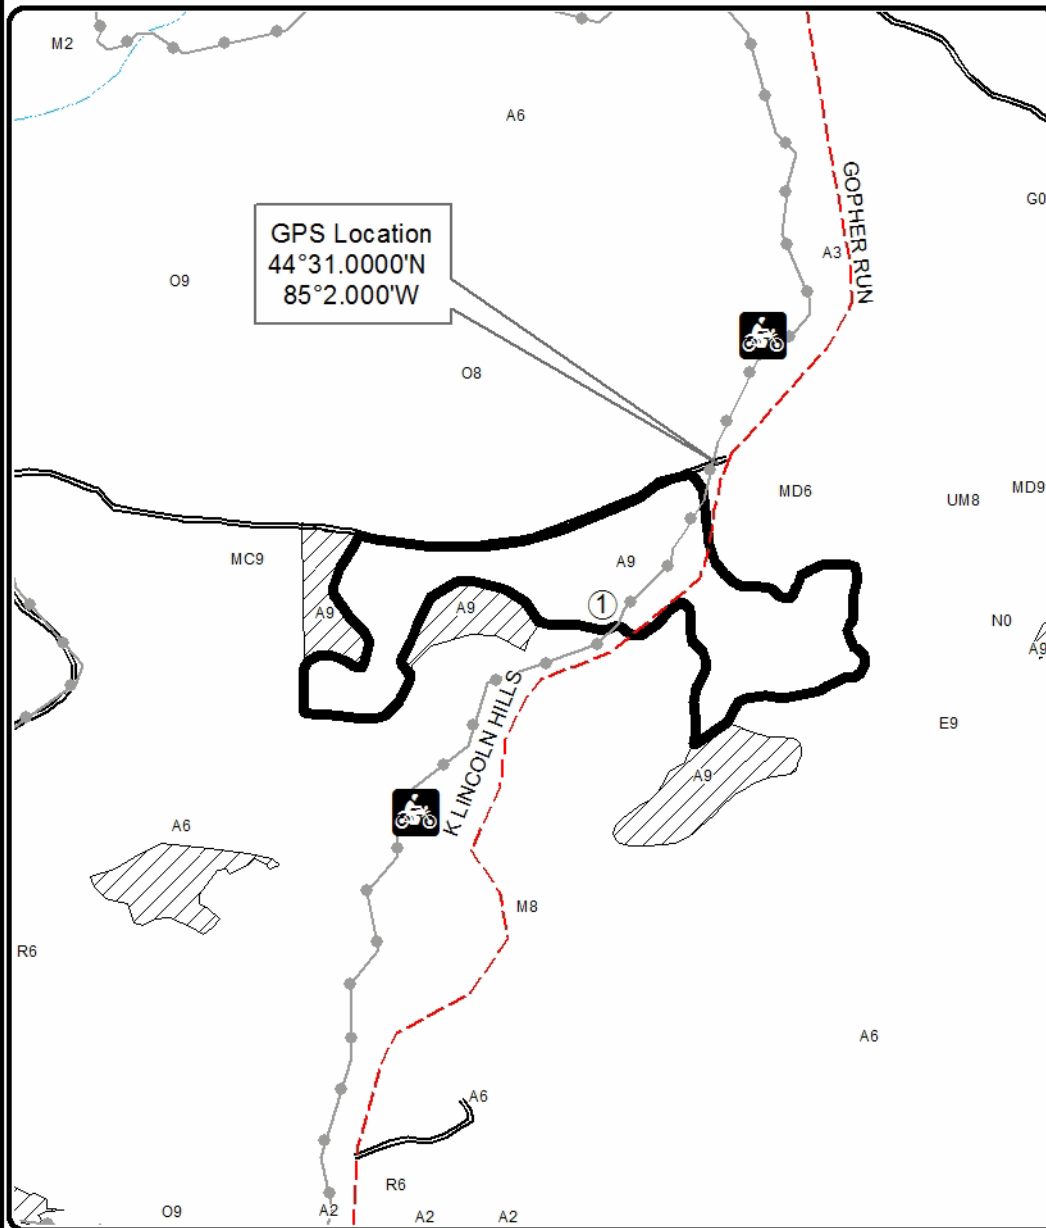 M2
A6
GOPHER RUN
G0
A3
GPS Location
44°31.0000'N
85°2.000'W
O9
O8
MD6
MD9
UM8
MC9
A9
A9
A9
1
N0
A9
K LINCOLN HILLS
E9
A9
A6
M8
R6
A6
A6
R6
O9
A2
A2
A2